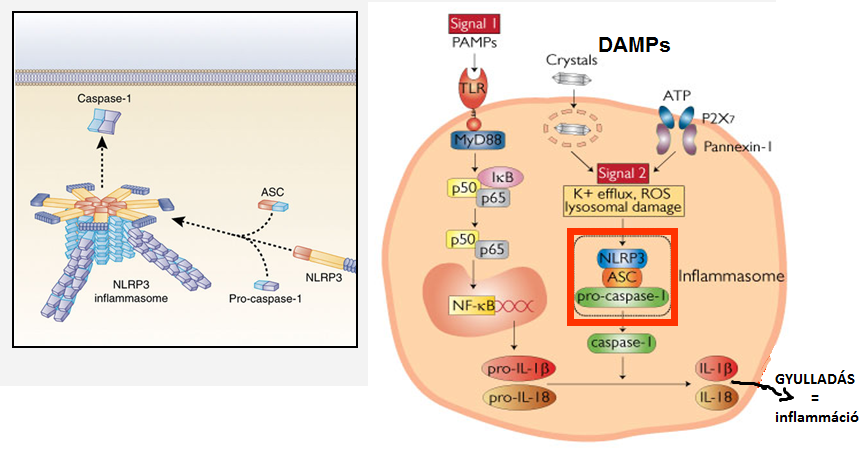 Caspase-1
ASC
NLRP3
inflammasome
Pro-caspase-1
NLRP3
Signal 1
PAMPs
DAMPs
Crystals
TLR
ATP
P2X7
MyD88
Pannexin-1
Signal 2
IκB
p50
p65
K+ efflux, ROS
lysosomal damage
p50
p65
NLRP3
ASC
pro-caspase-1
Inflammasome
NF-κB
caspase-1
pro-IL-1β
pro-IL-18
IL-1β
IL-18
GYULLADÁS
=
inflammáció